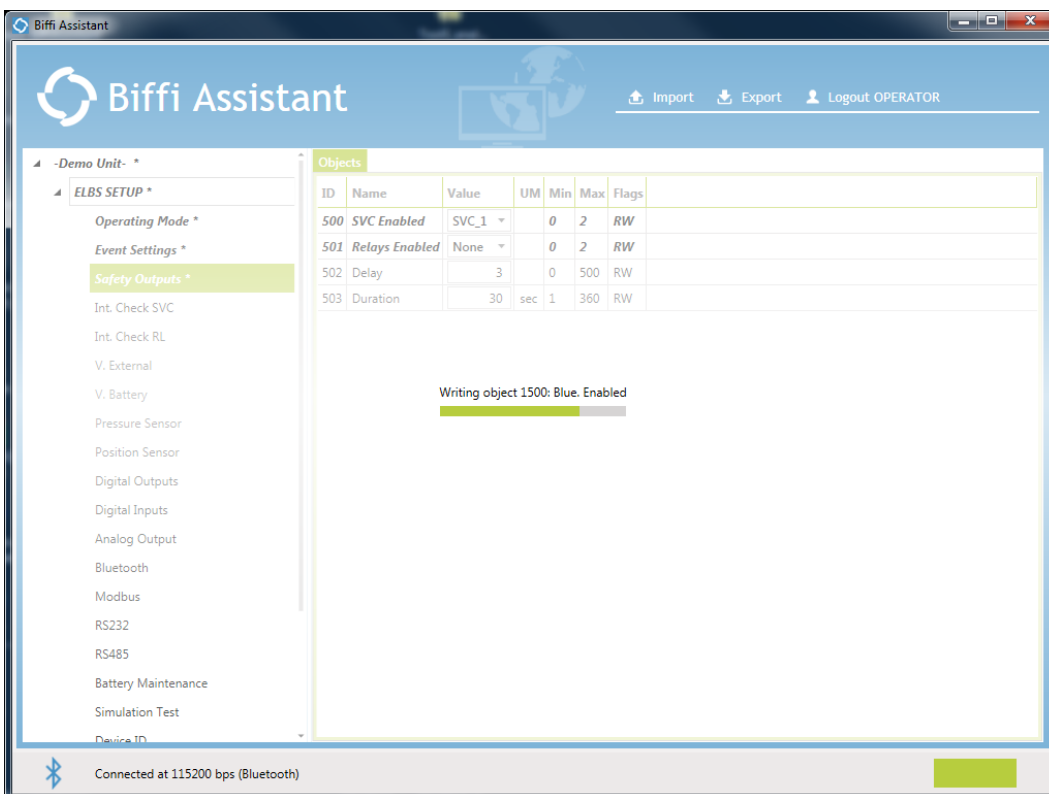 Biffi Assistant
Biffi Assistant
Import Export Logout OPERATOR
-Demo Unit- *
ELBS SETUP *
Operating Mode *
Event Settings *
Safety Outputs *
Int. Check SVC
Int. Check RL
V. External
V. Battery
Pressure Sensor
Position Sensor
Digital Outputs
Digital Inputs
Analog Output
Bluetooth
Modbus
RS232
RS485
Battery Maintenance
Simulation Test
Device ID
Objects
ID Name Value UM Min Max Flags
500 SVC Enabled SVC_1 0 2 RW
501 Relays Enabled None 0 2 RW
502 Delay 3 0 500 RW
503 Duration 30 sec 1 360 RW
Writing object 1500: Blue. Enabled
Connected at 115200 bps (Bluetooth)